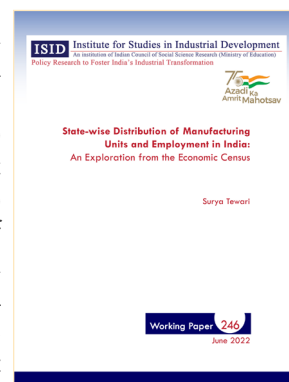 ISID Institute for Studies in Industrial Development
An institution of Indian Council of Social Science Research (Ministry of Education)
Policy Research to Foster India's Industrial Transformation
75
Azadi Ka
Amrit Mahotsav
State-wise Distribution of Manufacturing
Units and Employment in India:
An Exploration from the Economic Census
Surya Tewari
Working Paper 246
June 2022